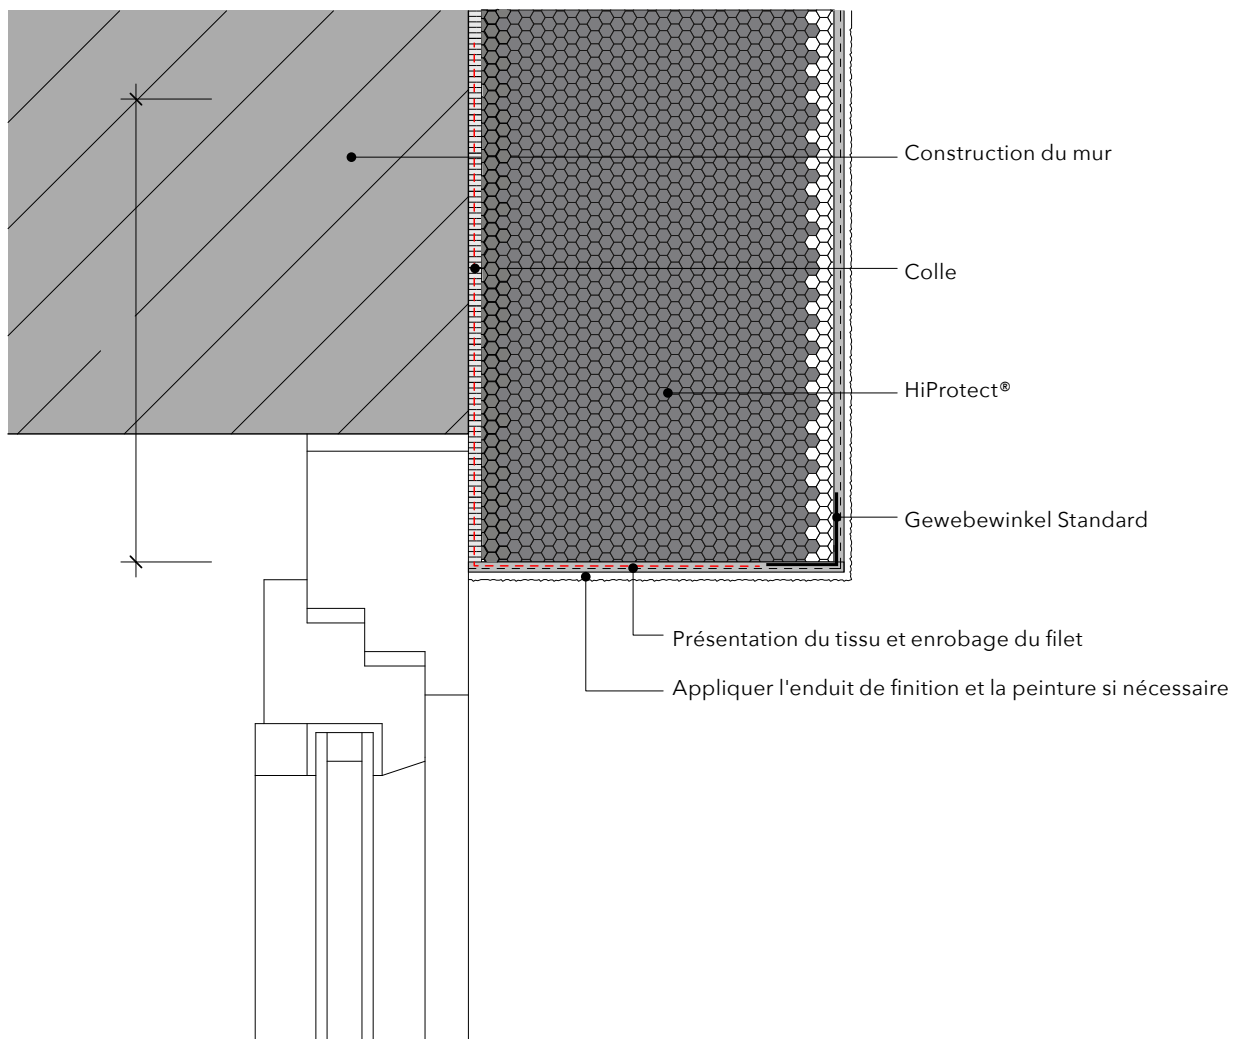 Construction du mur
Colle
HiProtect®
Gewebewinkel Standard
Présentation du tissu et enrobage du filet
Appliquer l'enduit de finition et la peinture si nécessaire